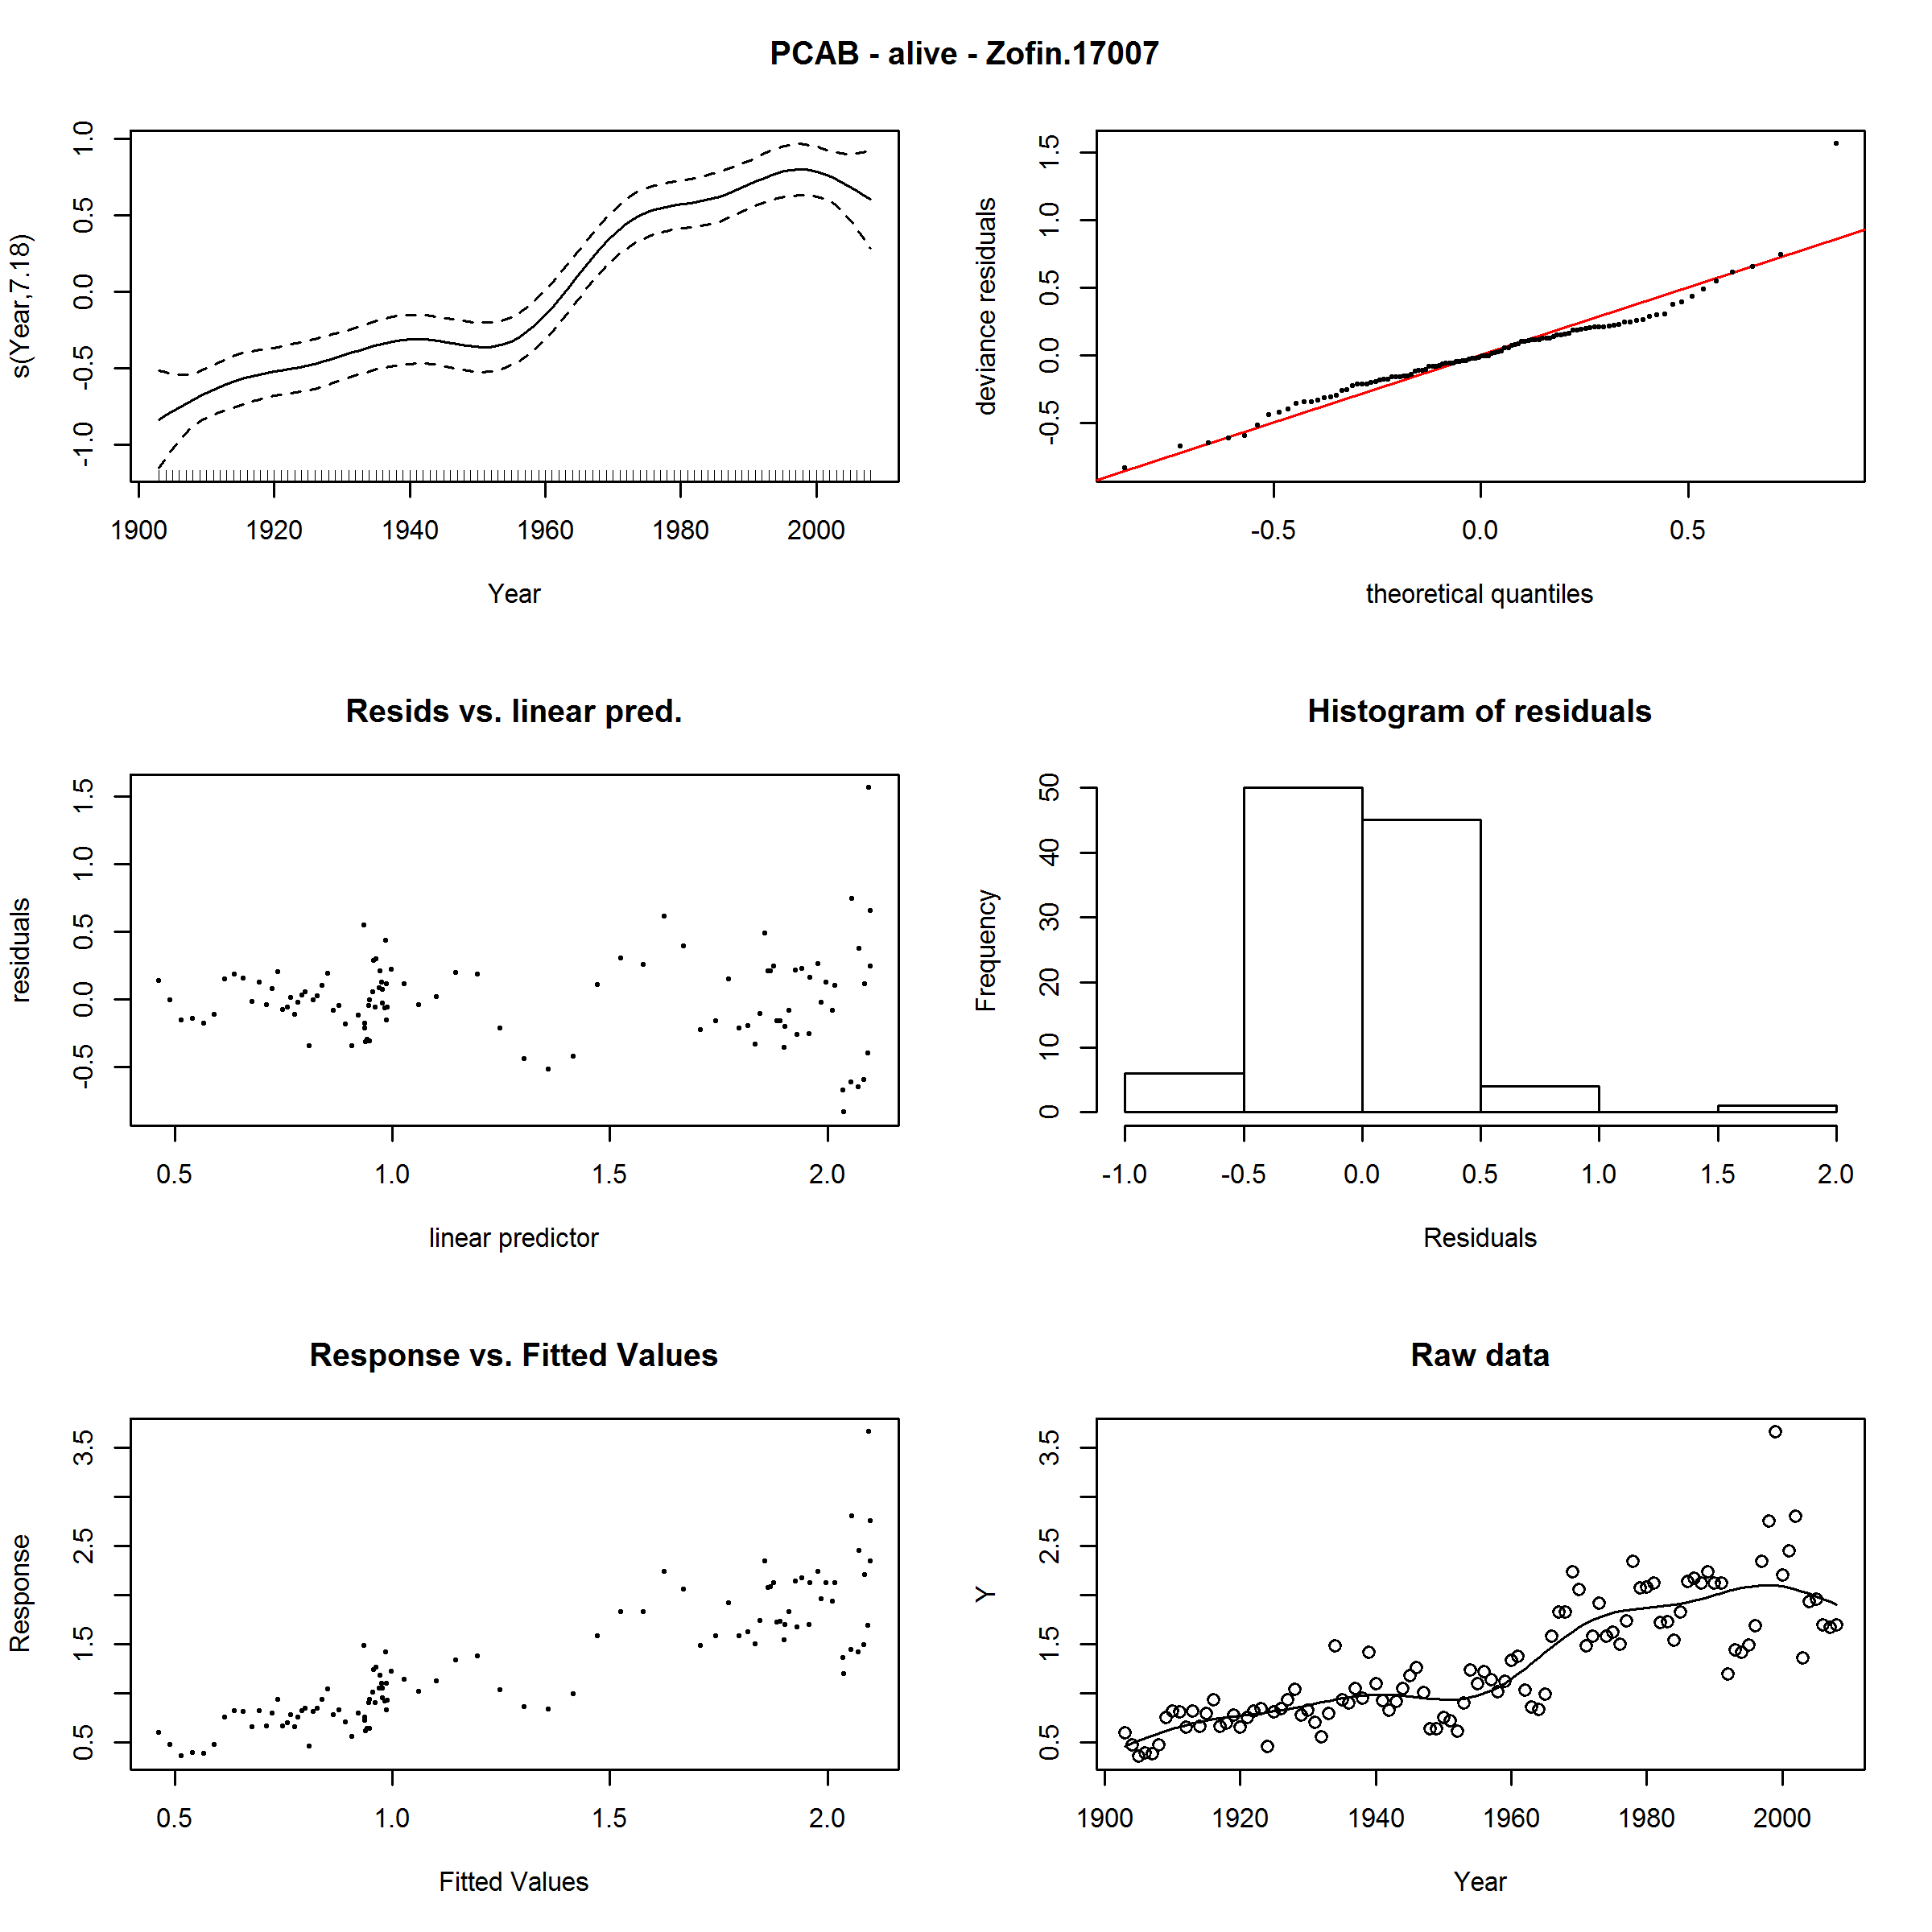 PCAB - alive - Zofin.17007
s(Year,7.18)
1.0
0.5
0.0
-0.5
-1.0
1900 1920 1940 1960 1980 2000
Year
deviance residuals
1.5
1.0
0.5
0.0
-0.5
-0.5 0.0 0.5
theoretical quantiles
Resids vs. linear pred.
residuals
1.5
1.0
0.5
0.0
-0.5
0.5 1.0 1.5 2.0
linear predictor
Histogram of residuals
Frequency
50
40
30
20
10
0
-1.0 -0.5 0.0 0.5 1.0 1.5 2.0
Residuals
Response vs. Fitted Values
Response
3.5
2.5
1.5
0.5
0.5 1.0 1.5 2.0
Fitted Values
Raw data
Y
3.5
2.5
1.5
0.5
1900 1920 1940 1960 1980 2000
Year